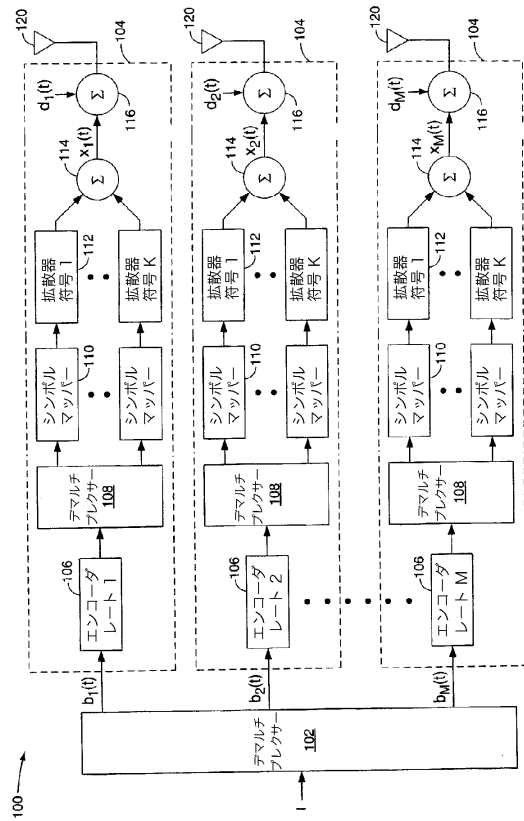 100
I
デマルチ
プレクサー
102
b1(t)
106
エンコーダ
レート 1
デマルチ
プレクサー
108
シンボル
マッパー
110
シンボル
マッパー
拡散器
符号 1
112
拡散器
符号 K
114
Σ
x1(t)
d1(t)
Σ
116
120
104
b2(t)
106
エンコーダ
レート 2
デマルチ
プレクサー
108
シンボル
マッパー
110
シンボル
マッパー
拡散器
符号 1
112
拡散器
符号 K
114
Σ
x2(t)
d2(t)
Σ
116
120
104
bM(t)
106
エンコーダ
レート M
デマルチ
プレクサー
108
シンボル
マッパー
110
シンボル
マッパー
拡散器
符号 1
112
拡散器
符号 K
114
Σ
xM(t)
dM(t)
Σ
116
120
104